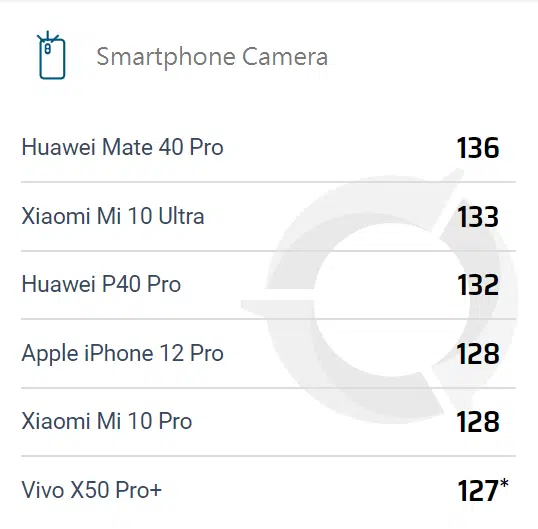 Smartphone Camera
Huawei Mate 40 Pro 136
Xiaomi Mi 10 Ultra 133
Huawei P40 Pro 132
Apple iPhone 12 Pro 128
Xiaomi Mi 10 Pro 128
Vivo X50 Pro+ 127*